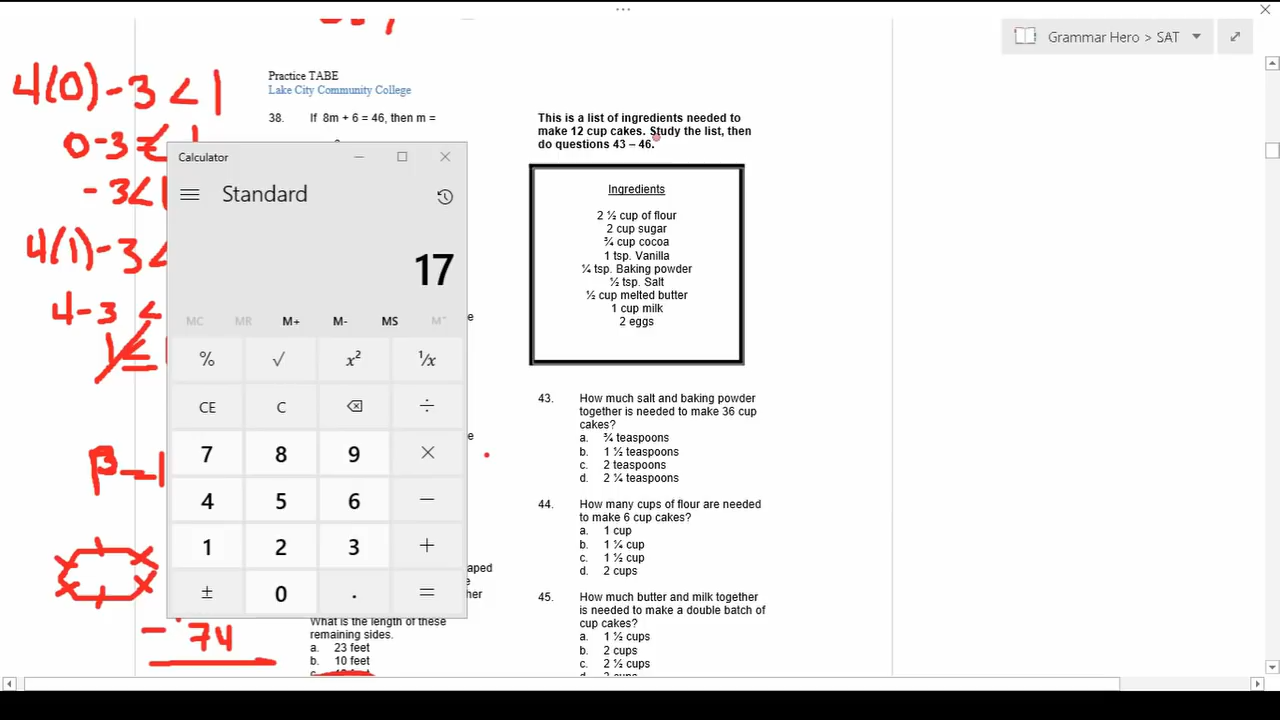 Grammar Hero > SAT
4(0) - 3 < 1
0 - 3 < 1
- 3 < 1
4(1) - 3 <
4 - 3 <
1 <
- 74
Practice TABE
Lake City Community College
38. If 8m + 6 = 46, then m =
Calculator
Standard
17
MC MR M+ M- MS M˅
% √ x² ¹/x
CE C ÷
7 8 9 ×
4 5 6 −
1 2 3 +
± 0 . =
e
e
aped
e
her
What is the length of these
remaining sides.
a. 23 feet
b. 10 feet
This is a list of ingredients needed to
make 12 cup cakes. Study the list, then
do questions 43 – 46.
Ingredients
2 ½ cup of flour
2 cup sugar
¾ cup cocoa
1 tsp. Vanilla
¼ tsp. Baking powder
½ tsp. Salt
½ cup melted butter
1 cup milk
2 eggs
43. How much salt and baking powder
together is needed to make 36 cup
cakes?
a. ¾ teaspoons
b. 1 ½ teaspoons
c. 2 teaspoons
d. 2 ¼ teaspoons
44. How many cups of flour are needed
to make 6 cup cakes?
a. 1 cup
b. 1 ¼ cup
c. 1 ½ cup
d. 2 cups
45. How much butter and milk together
is needed to make a double batch of
cup cakes?
a. 1 ½ cups
b. 2 cups
c. 2 ½ cups